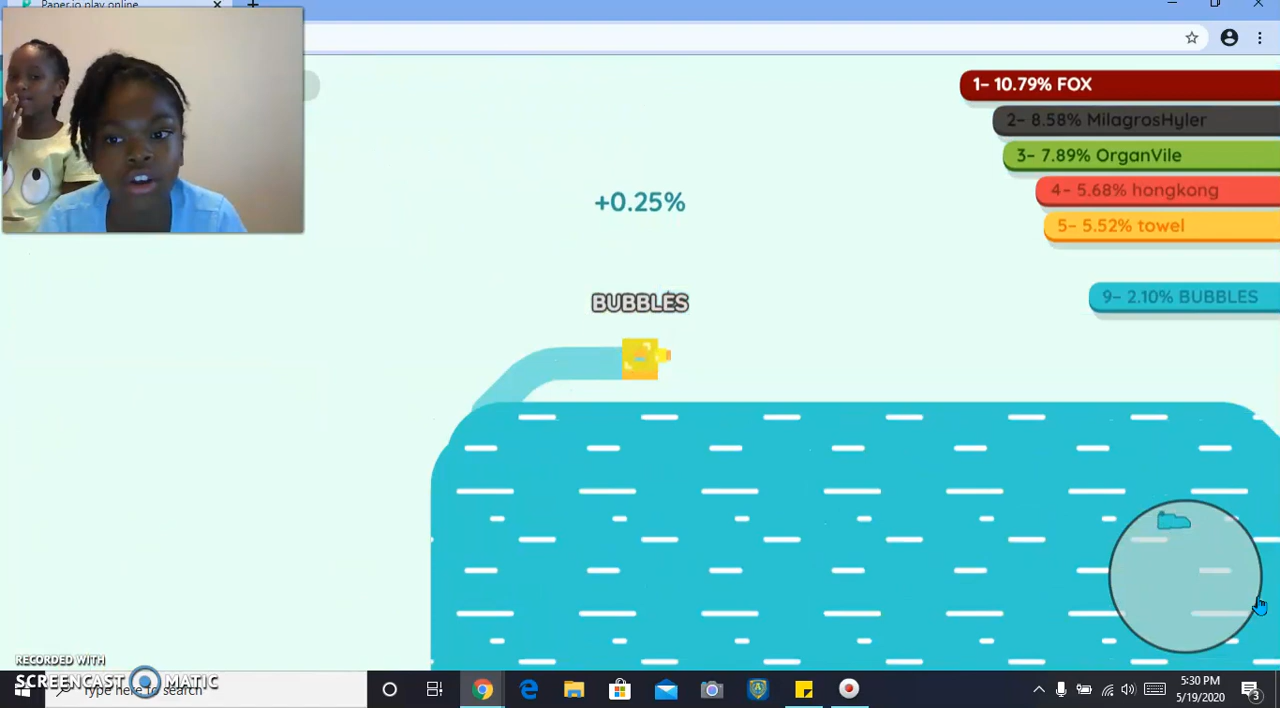 Paper.io play online
1- 10.79% FOX
2- 8.58% MilagrosHyler
3- 7.89% OrganVile
4- 5.68% hongkong
5- 5.52% towel
+0.25%
BUBBLES
9- 2.10% BUBBLES
RECORDED WITH
SCREENCAST MATIC
Type here to search
5:30 PM
5/19/2020
3